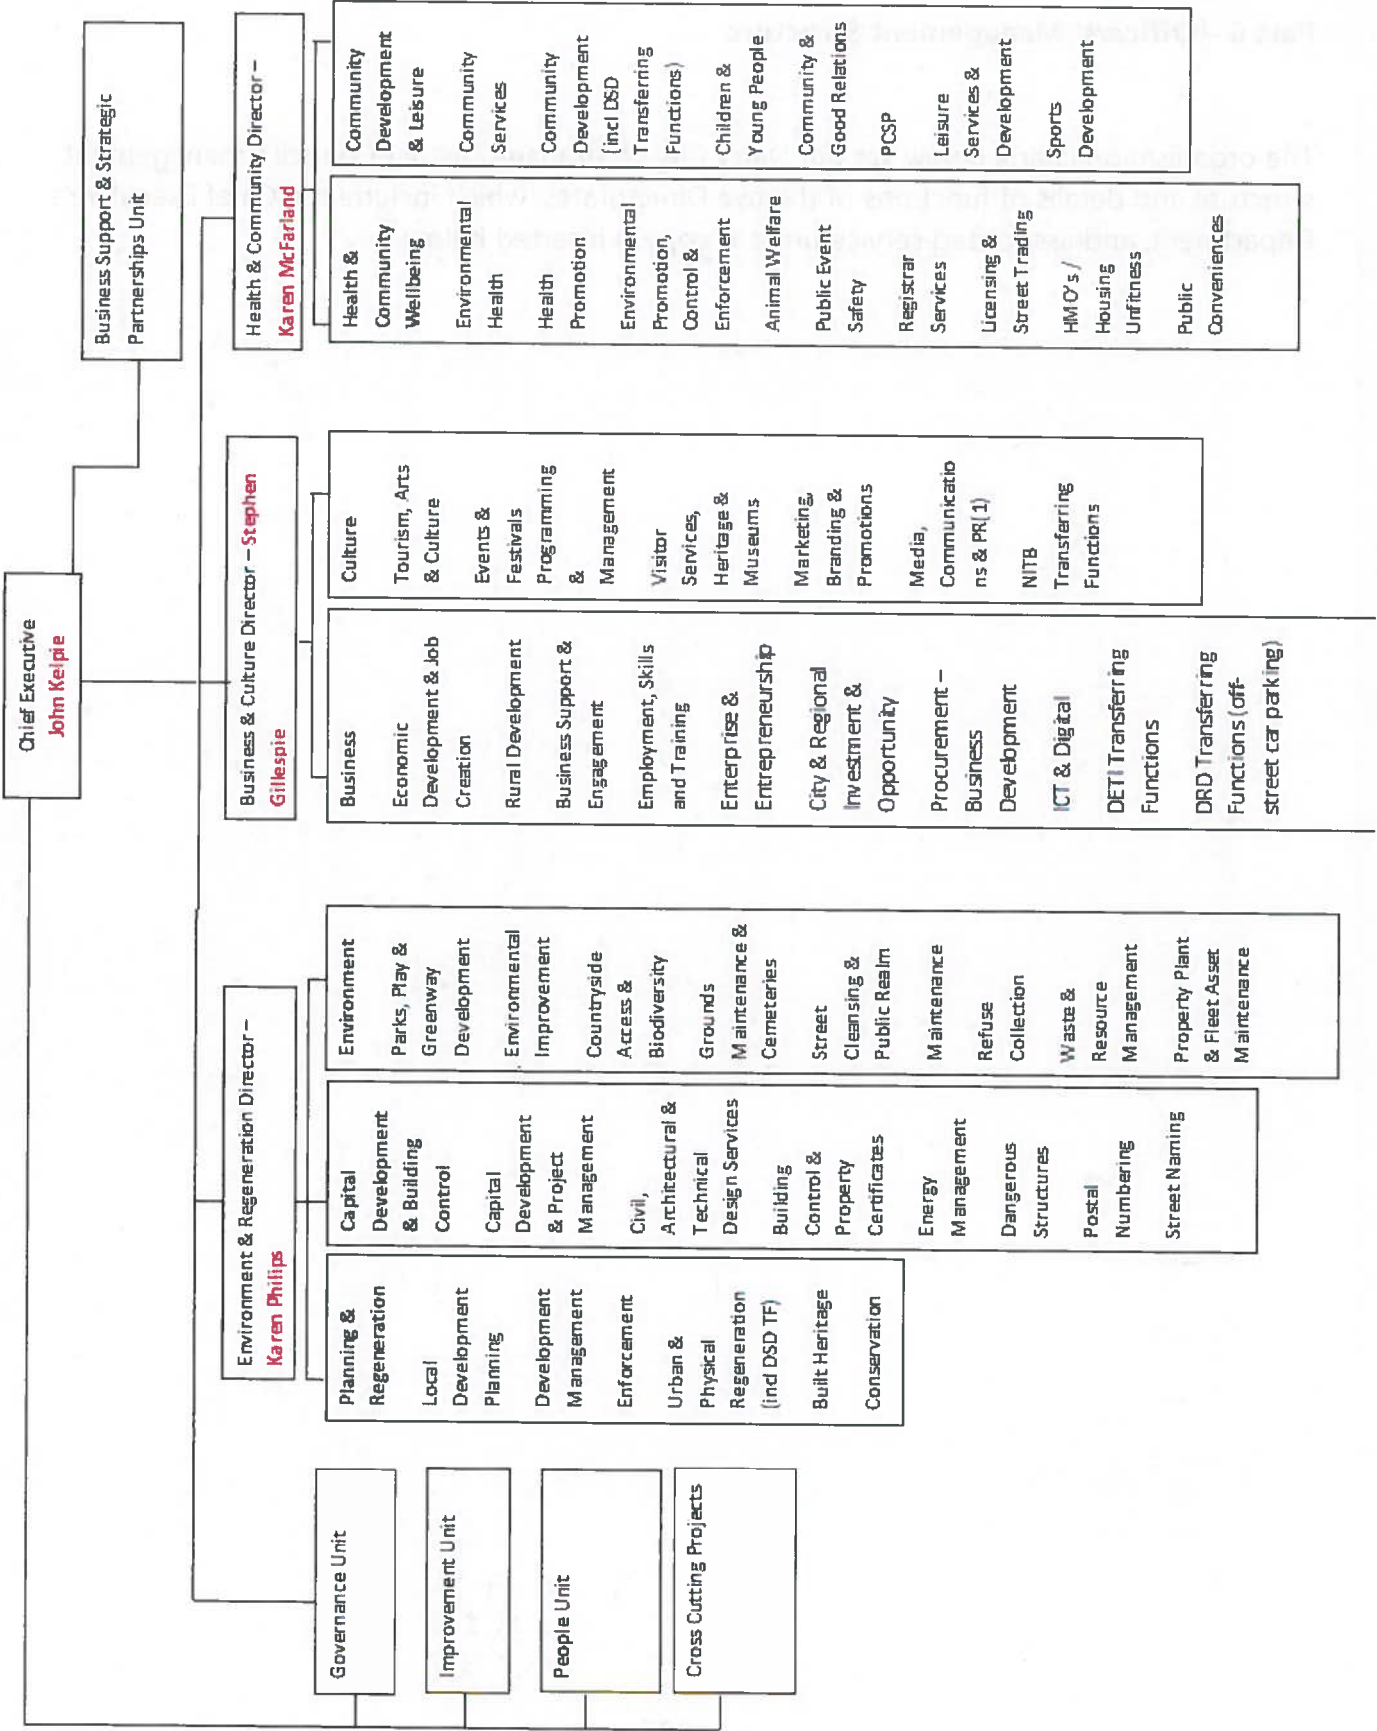 Chief Executive
John Kelpie
Business Support & Strategic
Partnerships Unit
Governance Unit
Improvement Unit
People Unit
Cross Cutting Projects
Environment & Regeneration Director –
Karen Philips
Planning &
Regeneration
Local
Development
Planning
Development
Management
Enforcement
Urban &
Physical
Regeneration
(incl DSD TF)
Built Heritage
Conservation
Capital
Development
& Building
Control
Capital
Development
& Project
Management
Civil,
Architectural &
Technical
Design Services
Building
Control &
Property
Certificates
Energy
Management
Dangerous
Structures
Postal
Numbering
Street Naming
Environment
Parks, Play &
Greenway
Development
Environmental
Improvement
Countryside
Access &
Biodiversity
Grounds
Maintenance &
Cemeteries
Street
Cleansing &
Public Realm
Maintenance
Refuse
Collection
Waste &
Resource
Management
Property Plant
& Fleet Asset
Maintenance
Business & Culture Director – Stephen
Gillespie
Business
Economic
Development & Job
Creation
Rural Development
Business Support &
Engagement
Employment, Skills
and Training
Enterprise &
Entrepreneurship
City & Regional
Investment &
Opportunity
Procurement –
Business
Development
ICT & Digital
DETI Transferring
Functions
DRD Transferring
Functions (off-
street car parking)
Culture
Tourism, Arts
& Culture
Events &
Festivals
Programming
&
Management
Visitor
Services,
Heritage &
Museums
Marketing,
Branding &
Promotions
Media,
Communicatio
ns & PR(1)
NITB
Transferring
Functions
Health & Community Director –
Karen McFarland
Health &
Community
Wellbeing
Environmental
Health
Health
Promotion
Environmental
Promotion,
Control &
Enforcement
Animal Welfare
Public Event
Safety
Registrar
Services
Licensing &
Street Trading
HMO's /
Housing
Unfitness
Public
Conveniences
Community
Development
& Leisure
Community
Services
Community
Development
(incl DSD
Transferring
Functions)
Children &
Young People
Community &
Good Relations
PCSP
Leisure
Services &
Development
Sports
Development